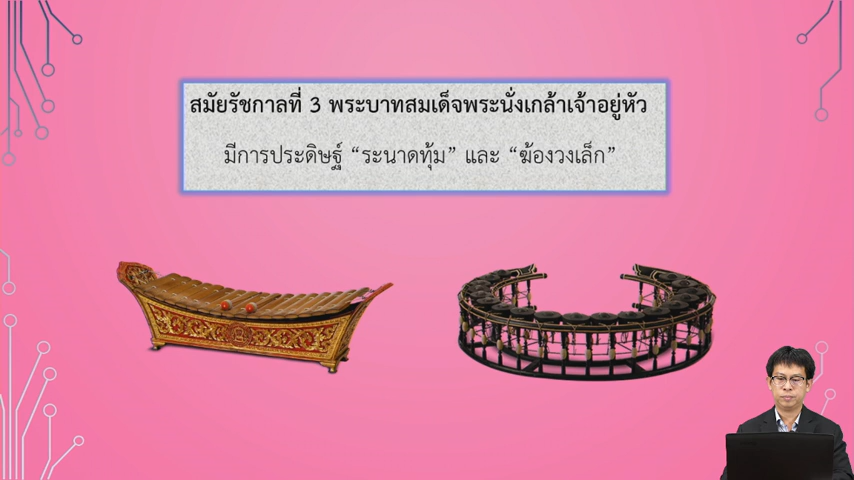 สมัยรัชกาลที่ 3 พระบาทสมเด็จพระนั่งเกล้าเจ้าอยู่หัว
มีการประดิษฐ์ “ระนาดทุ้ม” และ “ฆ้องวงเล็ก”